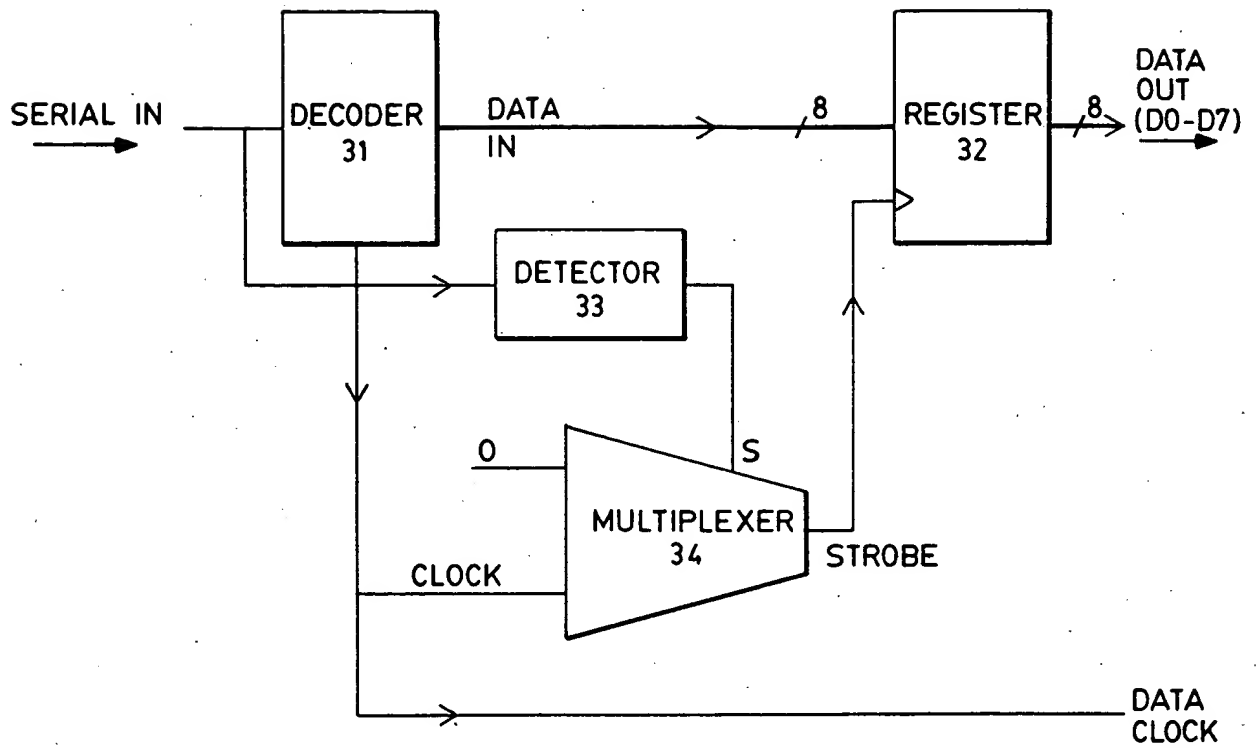 SERIAL IN
DECODER
31
DATA
IN
8
REGISTER
32
8
DATA
OUT
(D0-D7)
DETECTOR
33
0
S
MULTIPLEXER
34
STROBE
CLOCK
DATA
CLOCK